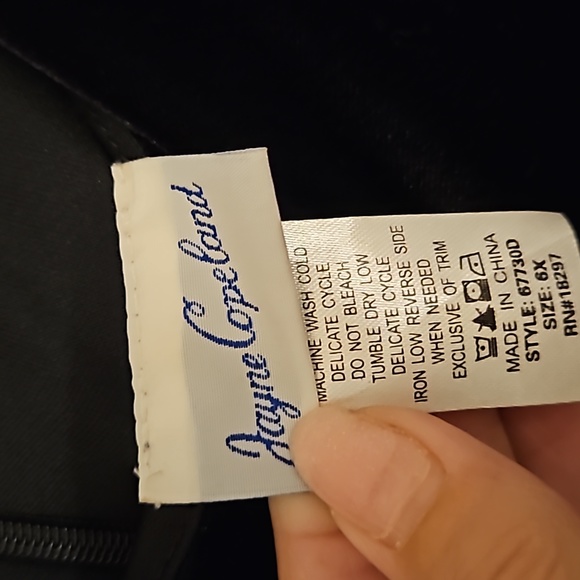 Jayne Copeland
MACHINE WASH COLD
DELICATE CYCLE
DO NOT BLEACH
TUMBLE DRY LOW
DELICATE CYCLE
IRON LOW REVERSE SIDE
WHEN NEEDED
EXCLUSIVE OF TRIM
MADE IN CHINA
STYLE: 67730D
SIZE: 6X
RN#18297